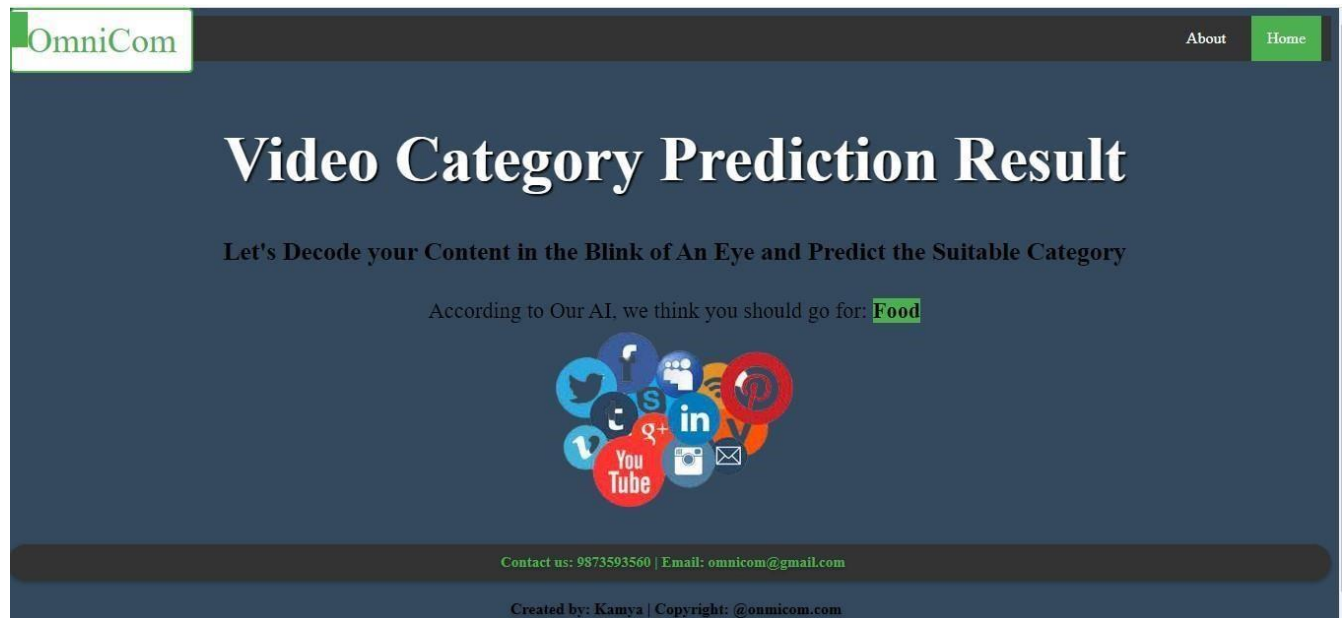 OmniCom
About Home
Video Category Prediction Result
Let's Decode your Content in the Blink of An Eye and Predict the Suitable Category
According to Our AI, we think you should go for: Food
f
t S
g+ in
V v
You
Tube
Contact us: 9873593560 | Email: omnicom@gmail.com
Created by: Kamya | Copyright: @onmicom.com